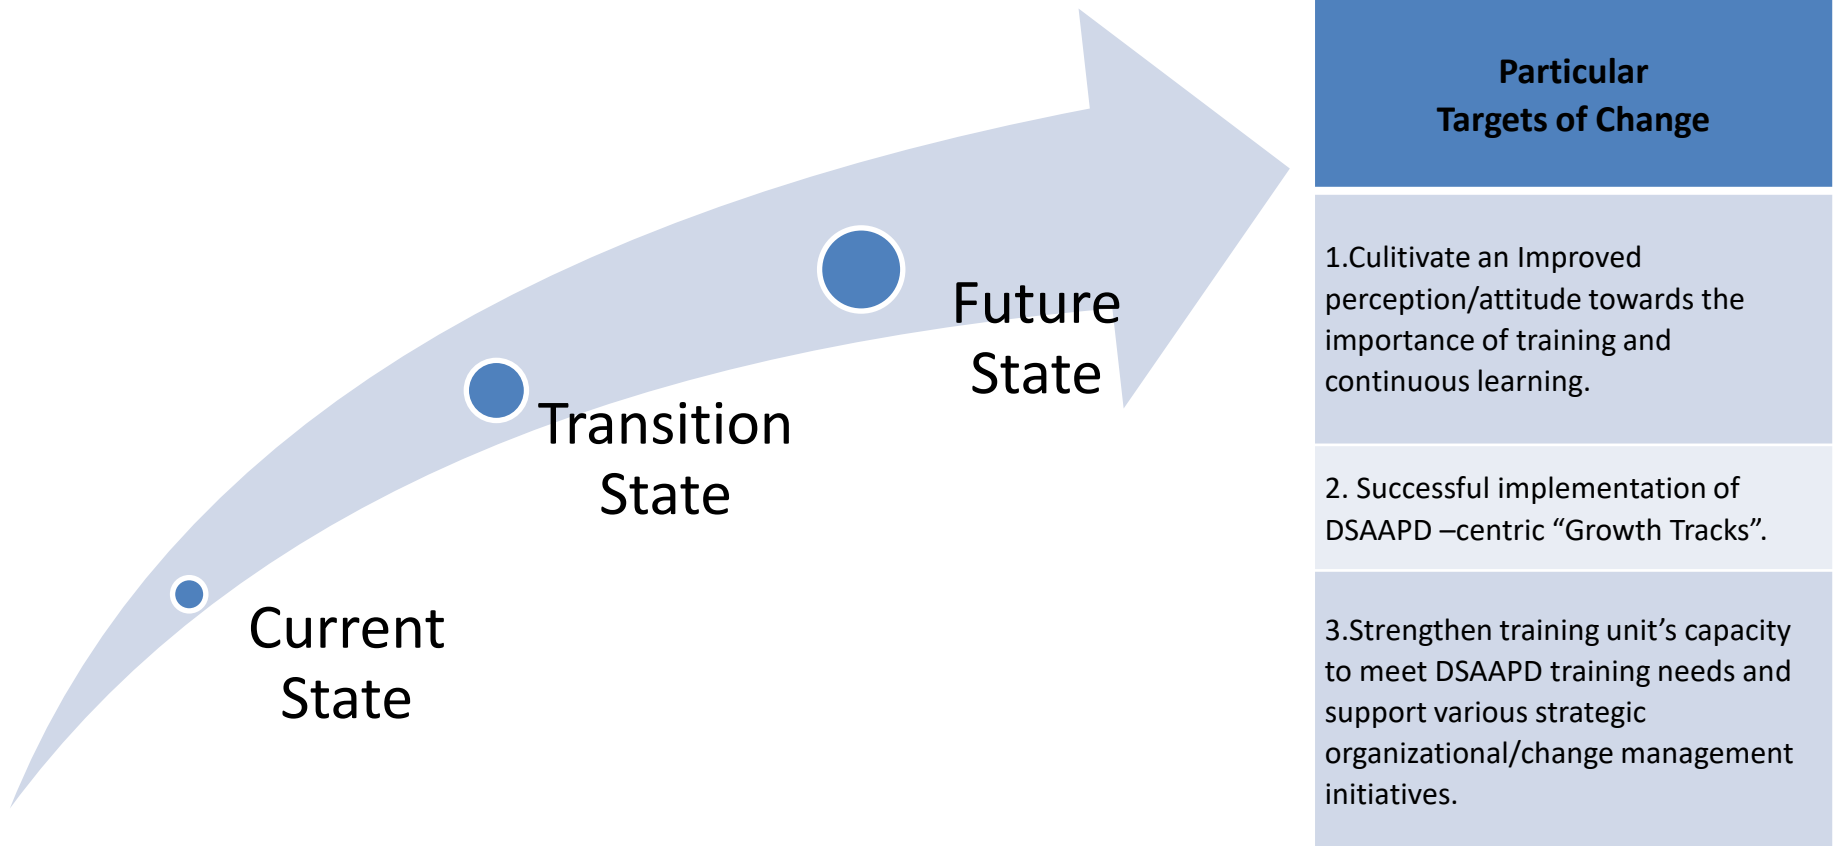 Current
State
Transition
State
Future
State
Particular
Targets of Change
1.Culitivate an Improved
perception/attitude towards the
importance of training and
continuous learning.
2. Successful implementation of
DSAAPD –centric “Growth Tracks”.
3.Strengthen training unit’s capacity
to meet DSAAPD training needs and
support various strategic
organizational/change management
initiatives.